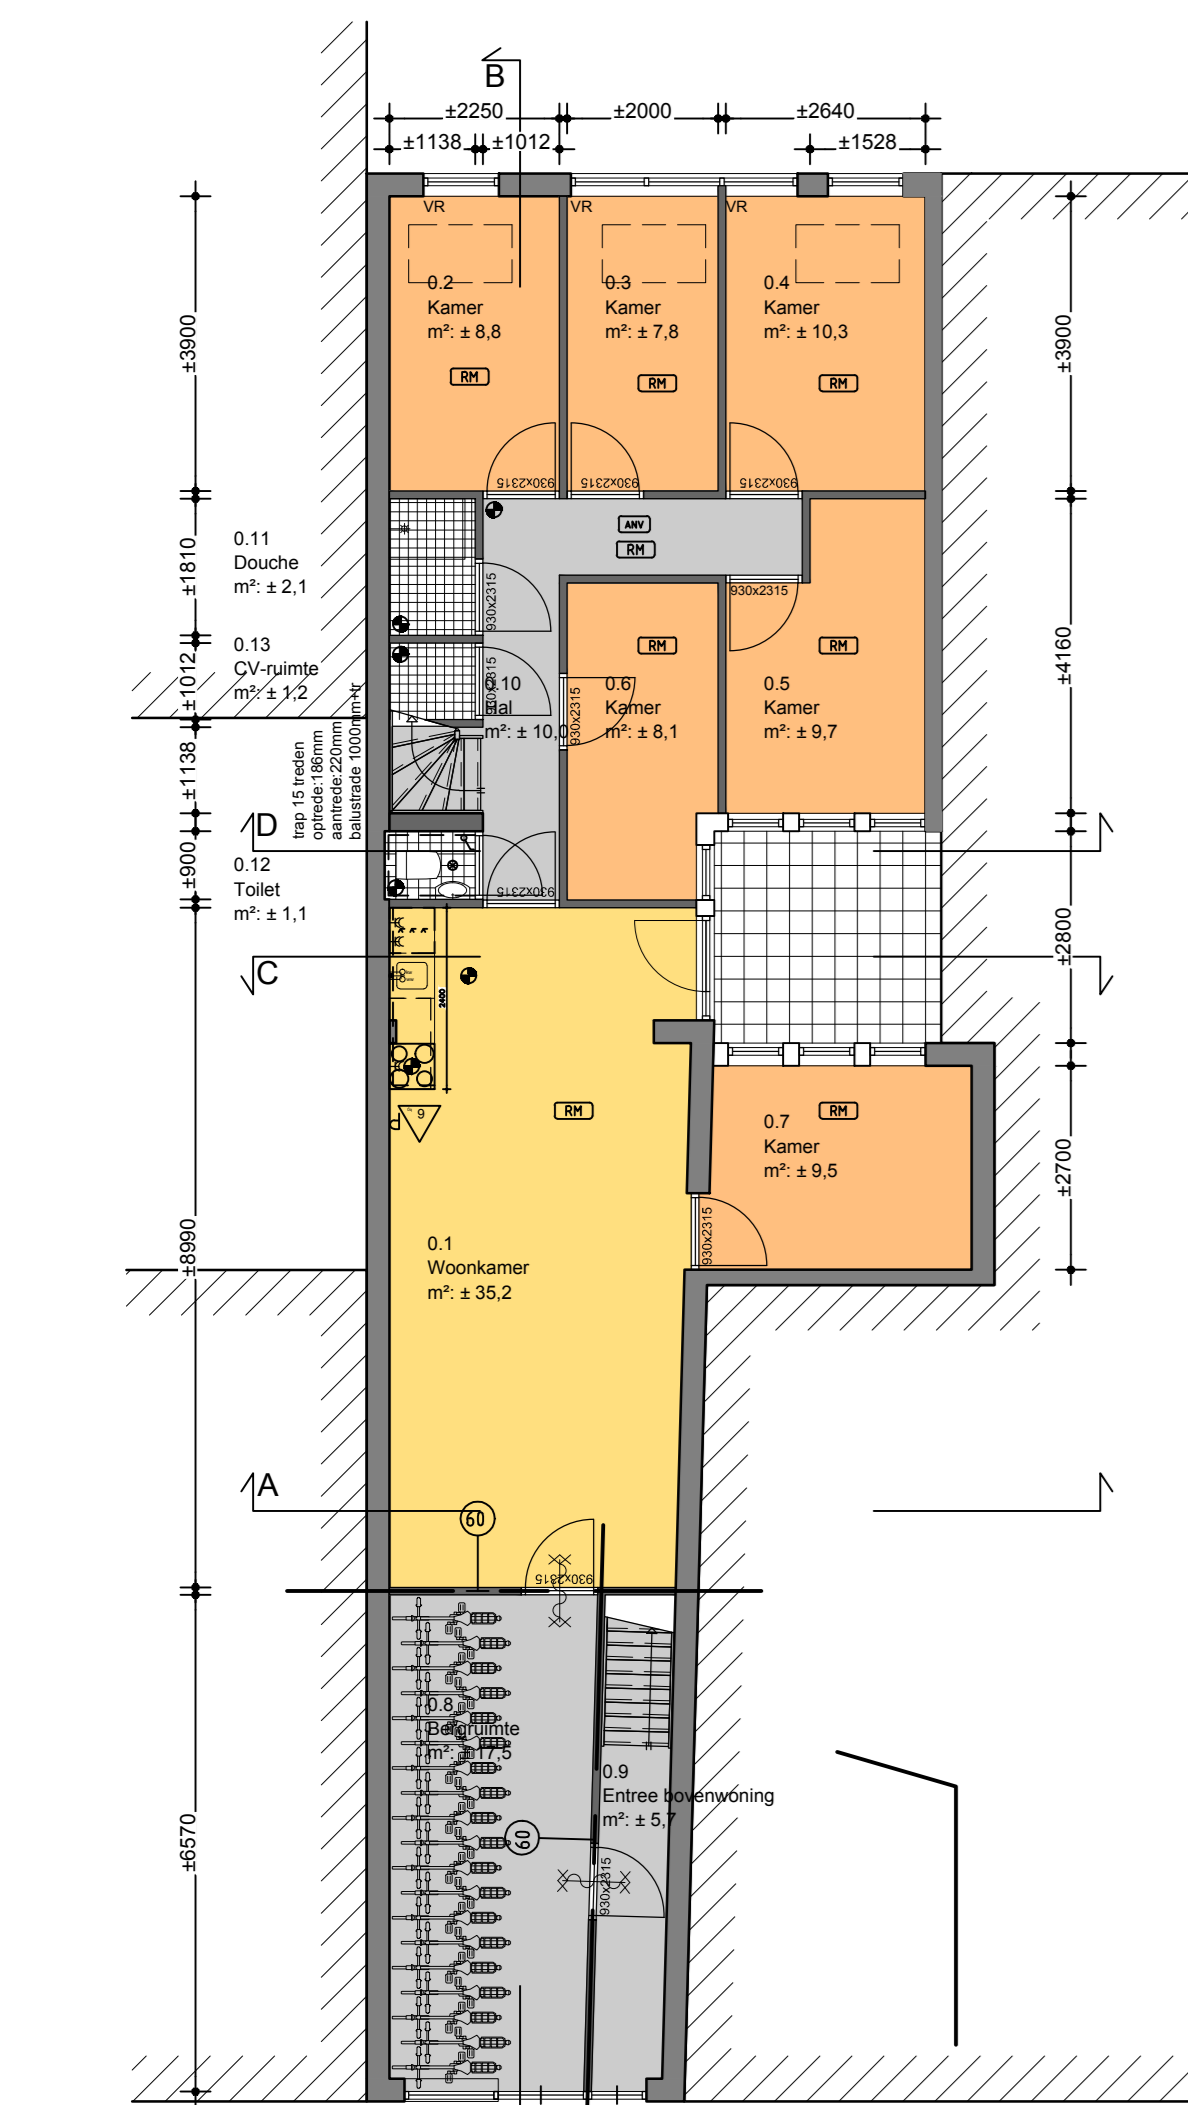 B
±2250
±2000
±2640
±1138
±1012
±1528
VR
VR
VR
0.2
Kamer
m²: ± 8,8
0.3
Kamer
m²: ± 7,8
0.4
Kamer
m²: ± 10,3
±3900
±3900
RM
RM
RM
930x2315
930x2315
930x2315
ANV
RM
0.11
Douche
m²: ± 2,1
±1810
930x2315
930x2315
0.13
CV-ruimte
m²: ± 1,2
±1012
930x2315
0.10
Hal
m²: ± 10,0
930x2315
RM
0.6
Kamer
m²: ± 8,1
RM
0.5
Kamer
m²: ± 9,7
±4160
±1138
trap 15 treden
optrede:186mm
aantrede:220mm
balustrade 1000mm+tr
D
±900
0.12
Toilet
m²: ± 1,1
930x2315
C
2400
±2800
9
RM
0.7
Kamer
m²: ± 9,5
RM
±2700
930x2315
±8990
0.1
Woonkamer
m²: ± 35,2
A
60
930x2315
0.8
Bergruimte
m²: ± 17,5
0.9
Entree bovenwoning
m²: ± 5,7
60
930x2315
±6570